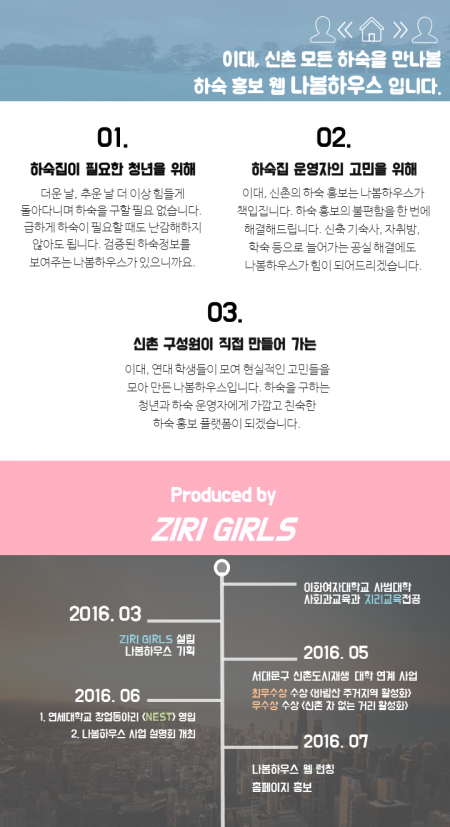 이대, 신촌 모든 하숙을 만나봄
하숙 홍보 웹 나봄하우스 입니다.
01.
하숙집이 필요한 청년을 위해
더운 날, 추운 날 더 이상 힘들게
돌아다니며 하숙을 구할 필요 없습니다.
급하게 하숙이 필요할 때도 난감해하지
않아도 됩니다. 검증된 하숙정보를
보여주는 나봄하우스가 있으니까요.
02.
하숙집 운영자의 고민을 위해
이대, 신촌의 하숙 홍보는 나봄하우스가
책임집니다. 하숙 홍보의 불편함을 한 번에
해결해드립니다. 신축 기숙사, 자취방,
학숙 등으로 늘어가는 공실 해결에도
나봄하우스가 힘이 되어드리겠습니다.
03.
신촌 구성원이 직접 만들어 가는
이대, 연대 학생들이 모여 현실적인 고민들을
모아 만든 나봄하우스입니다. 하숙을 구하는
청년과 하숙 운영자에게 가깝고 친숙한
하숙 홍보 플랫폼이 되겠습니다.
Produced by
ZIRI GIRLS
이화여자대학교 사범대학
사회과교육과 지리교육전공
2016. 03
ZIRI GIRLS 설립
나봄하우스 기획
2016. 05
서대문구 신촌도시재생 대학 연계 사업
최우수상 수상 <바람산 주거지역 활성화>
우수상 수상 <신촌 차 없는 거리 활성화>
2016. 06
1. 연세대학교 창업동아리 <NEST> 영입
2. 나봄하우스 사업 설명회 개최
2016. 07
나봄하우스 웹 런칭
홈페이지 홍보